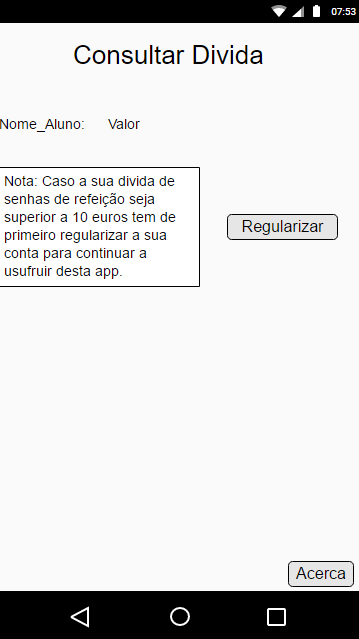 07:53
Consultar Divida
Nome_Aluno: Valor
Nota: Caso a sua divida de
senhas de refeição seja
superior a 10 euros tem de
primeiro regularizar a sua
conta para continuar a
usufruir desta app.
Regularizar
Acerca